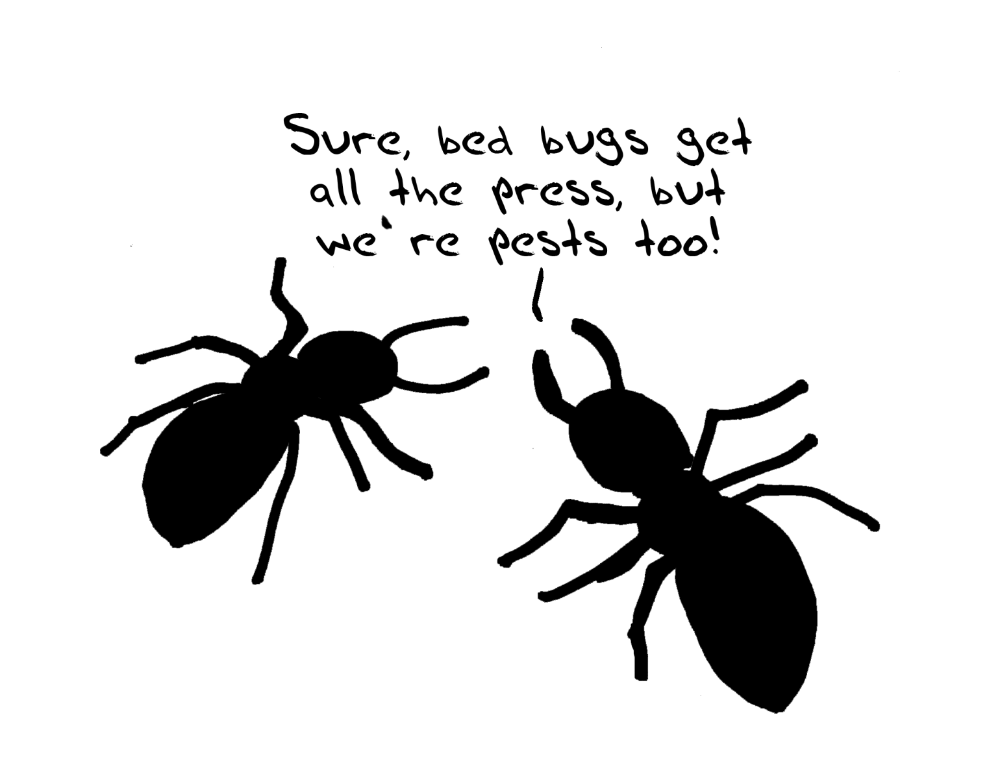 Sure, bed bugs get
all the press, but
we're pests too!